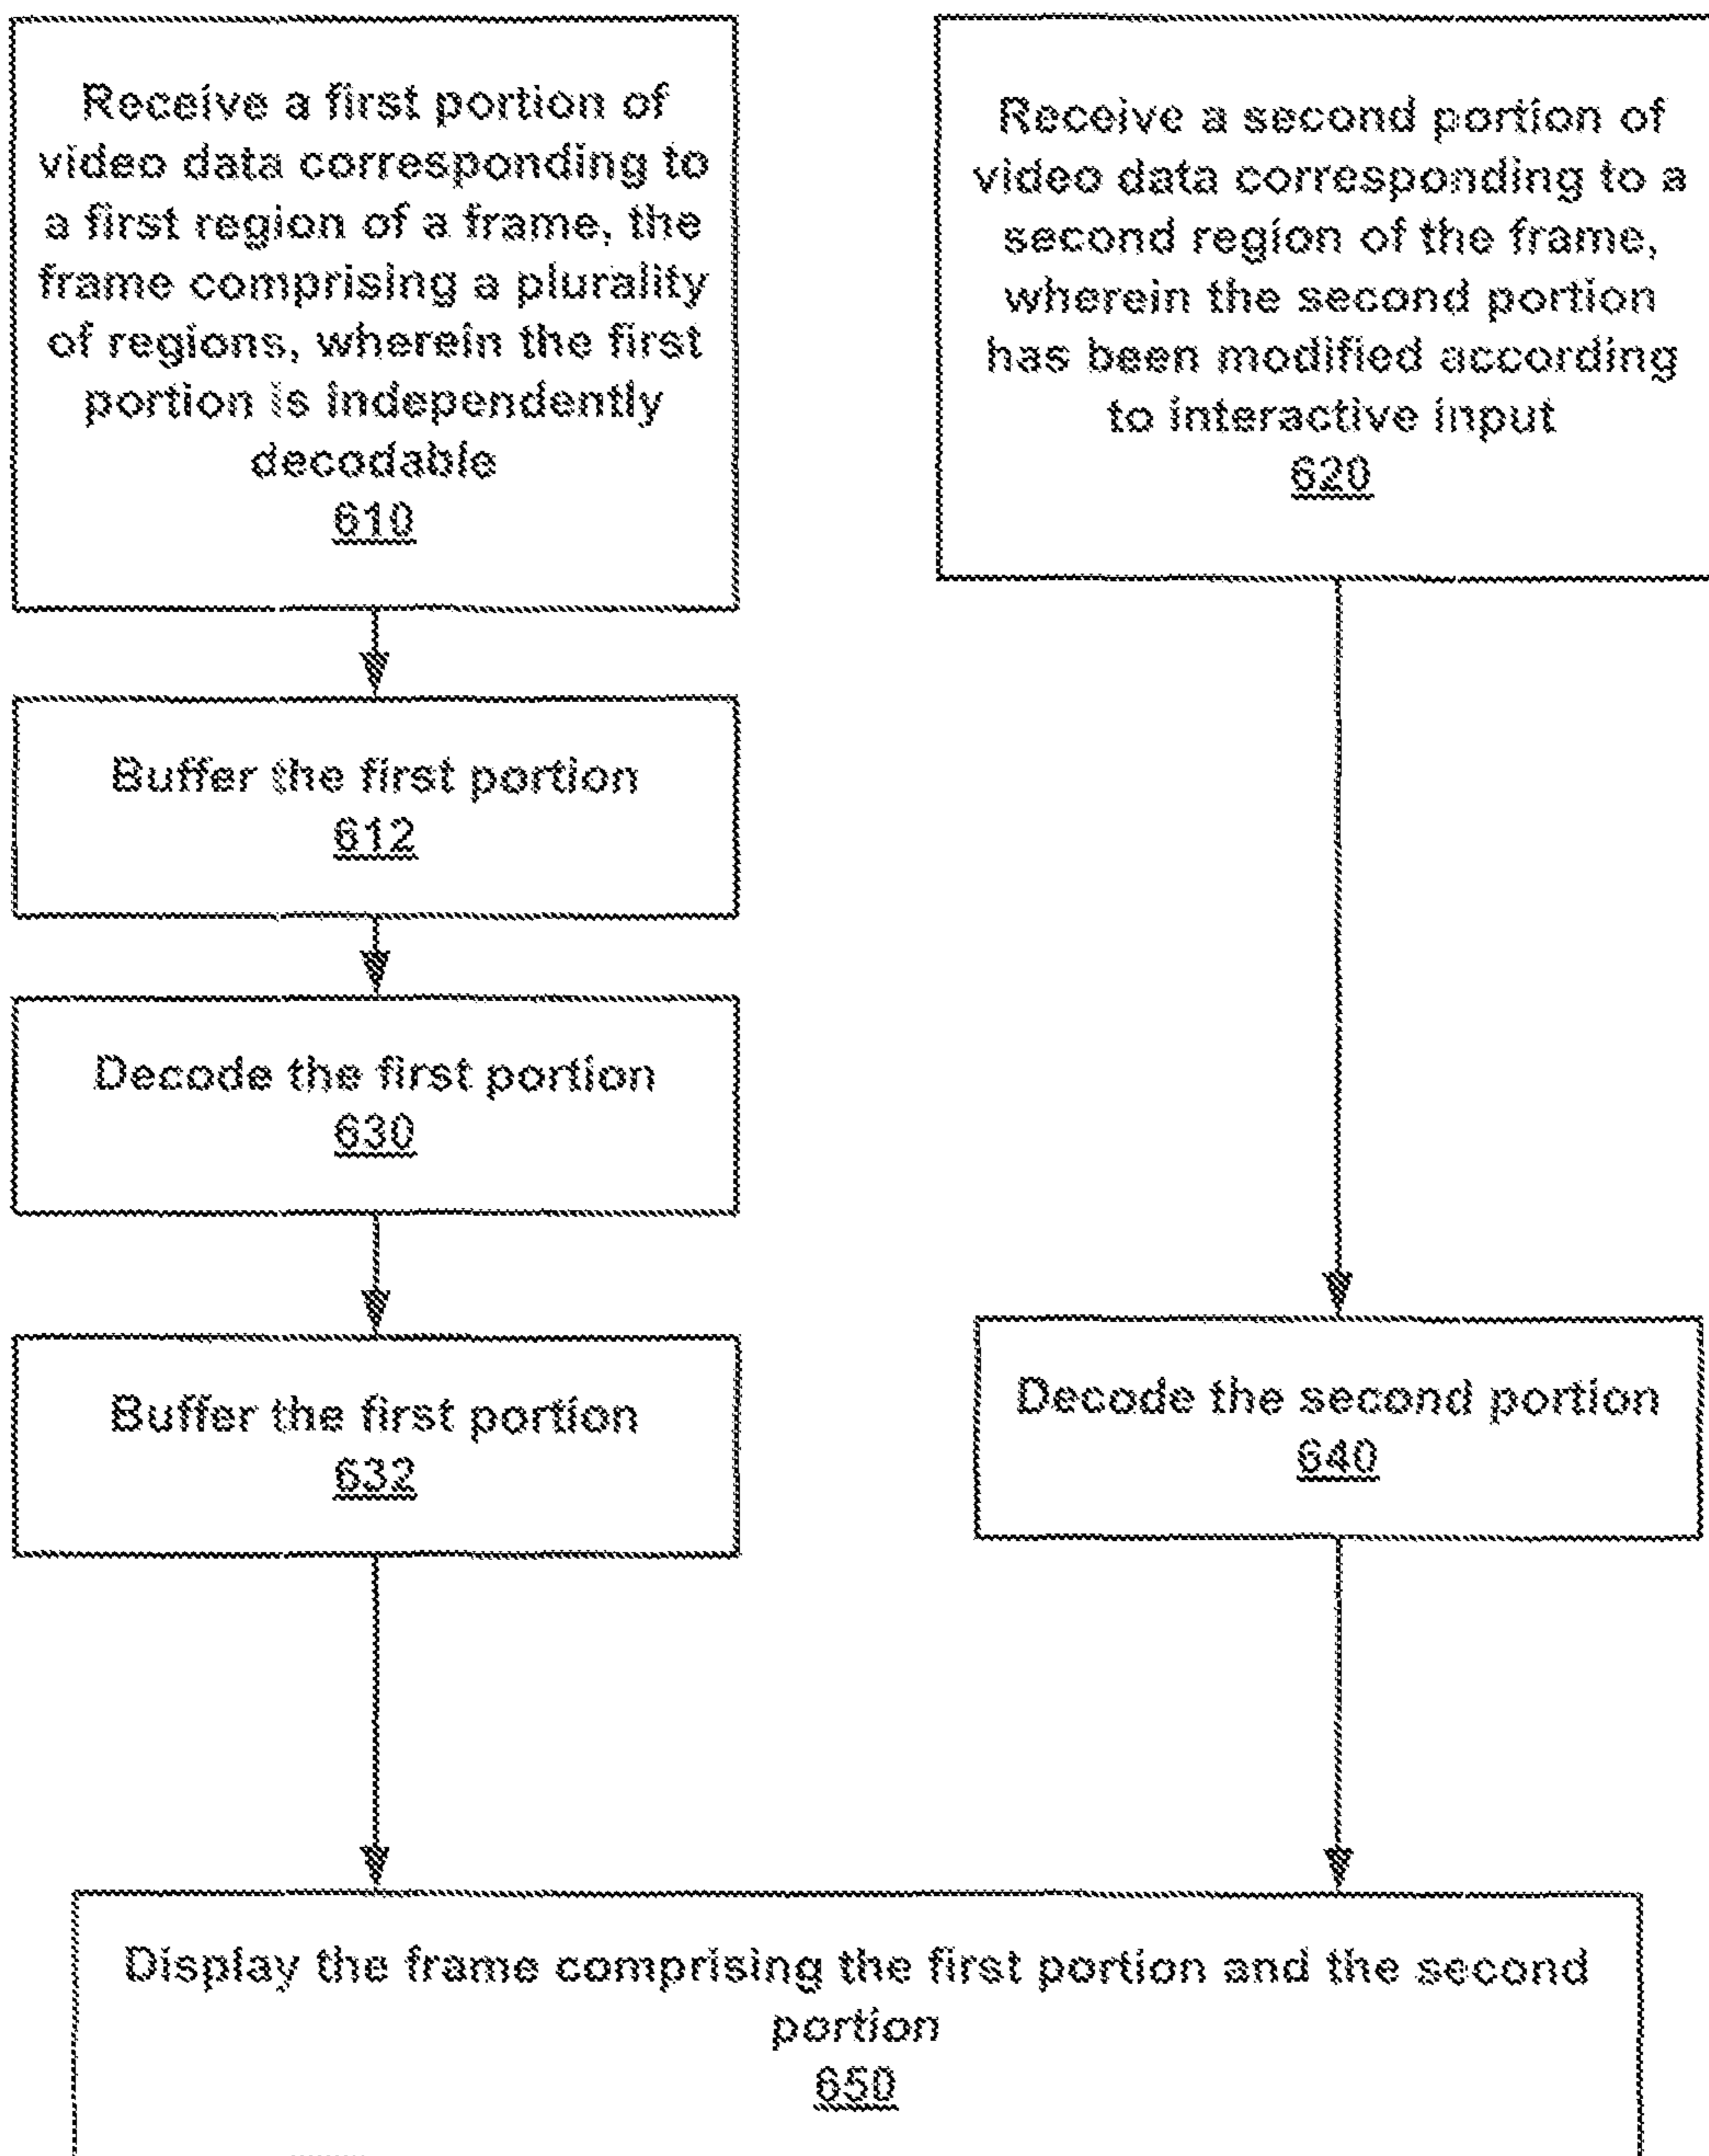 Receive a first portion of
video data corresponding to
a first region of a frame, the
frame comprising a plurality
of regions, wherein the first
portion is independently
decodable
610
Receive a second portion of
video data corresponding to a
second region of the frame,
wherein the second portion
has been modified according
to interactive input
620
Buffer the first portion
612
Decode the first portion
630
Buffer the first portion
632
Decode the second portion
640
Display the frame comprising the first portion and the second
portion
650